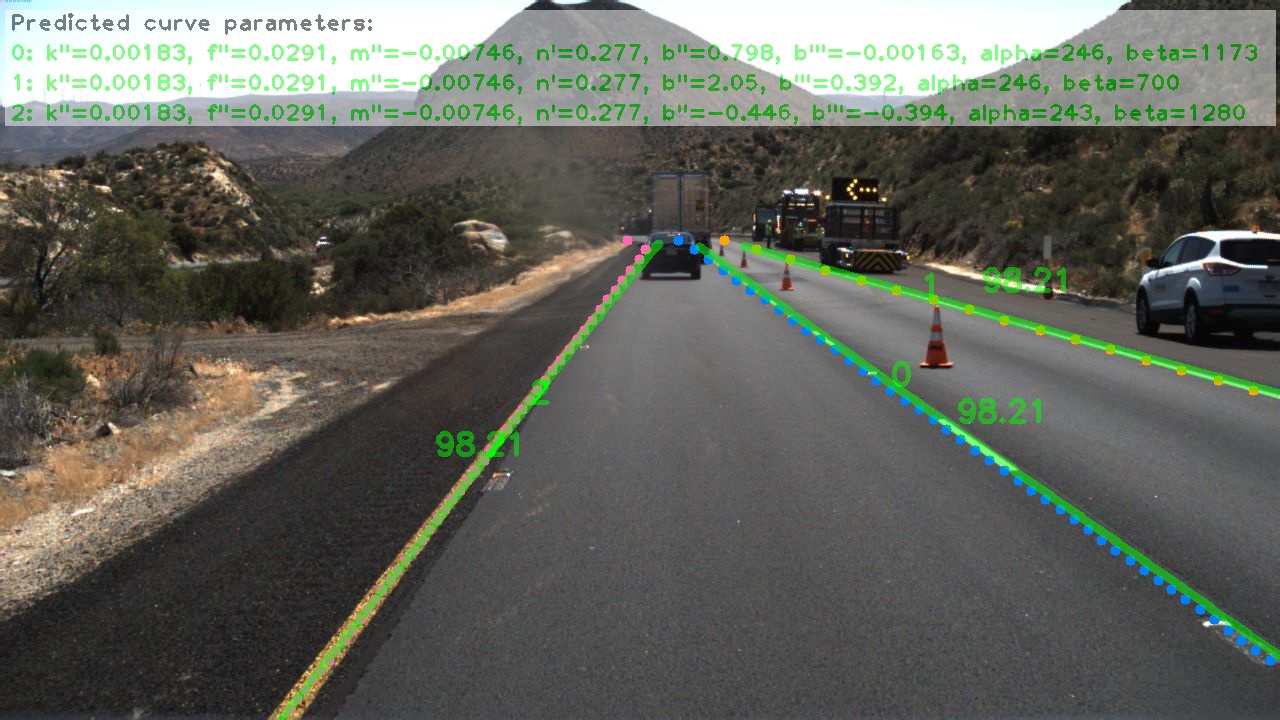 Predicted curve parameters:
0: k''=0.00183, f''=0.0291, m''=-0.00746, n'=0.277, b''=0.798, b'''=-0.00163, alpha=246, beta=1173
1: k''=0.00183, f''=0.0291, m''=-0.00746, n'=0.277, b''=2.05, b'''=0.392, alpha=246, beta=700
2: k''=0.00183, f''=0.0291, m''=-0.00746, n'=0.277, b''=-0.446, b'''=-0.394, alpha=243, beta=1280
1 98.21
0
98.21
2
98.21